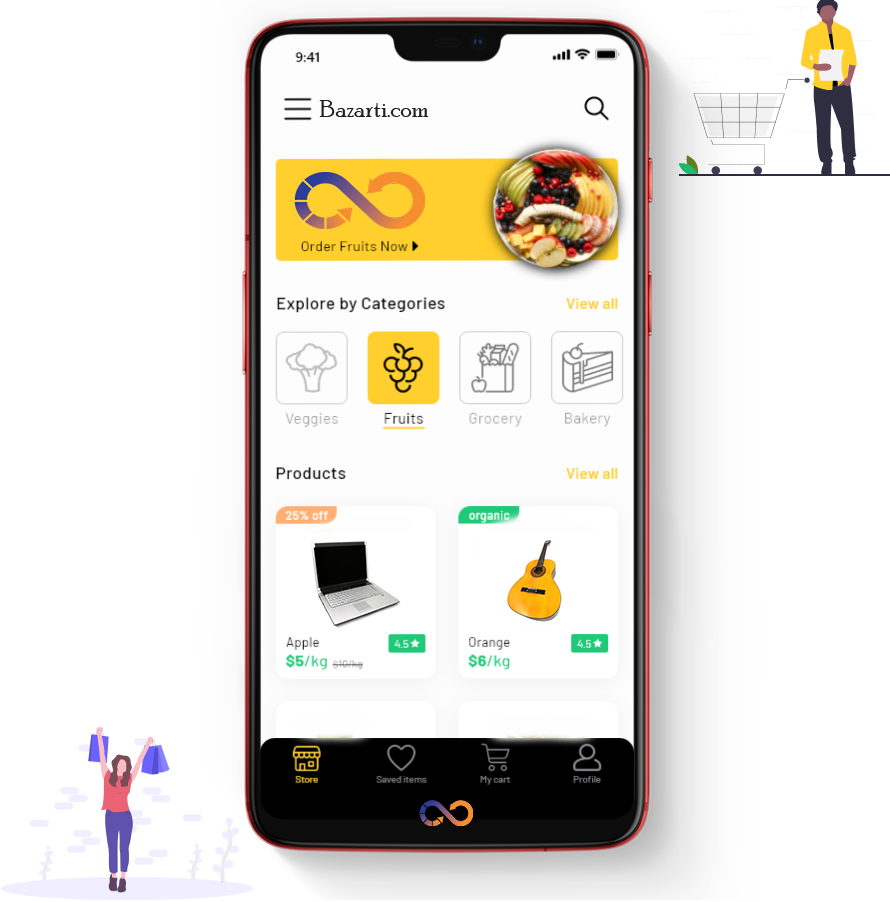 9:41
Bazarti.com
Order Fruits Now
Explore by Categories
View all
Veggies
Fruits
Grocery
Bakery
Products
View all
25% off
organic
Apple
4.5
$5/kg $10/kg
Orange
4.5
$6/kg
Store
Saved items
My cart
Profile